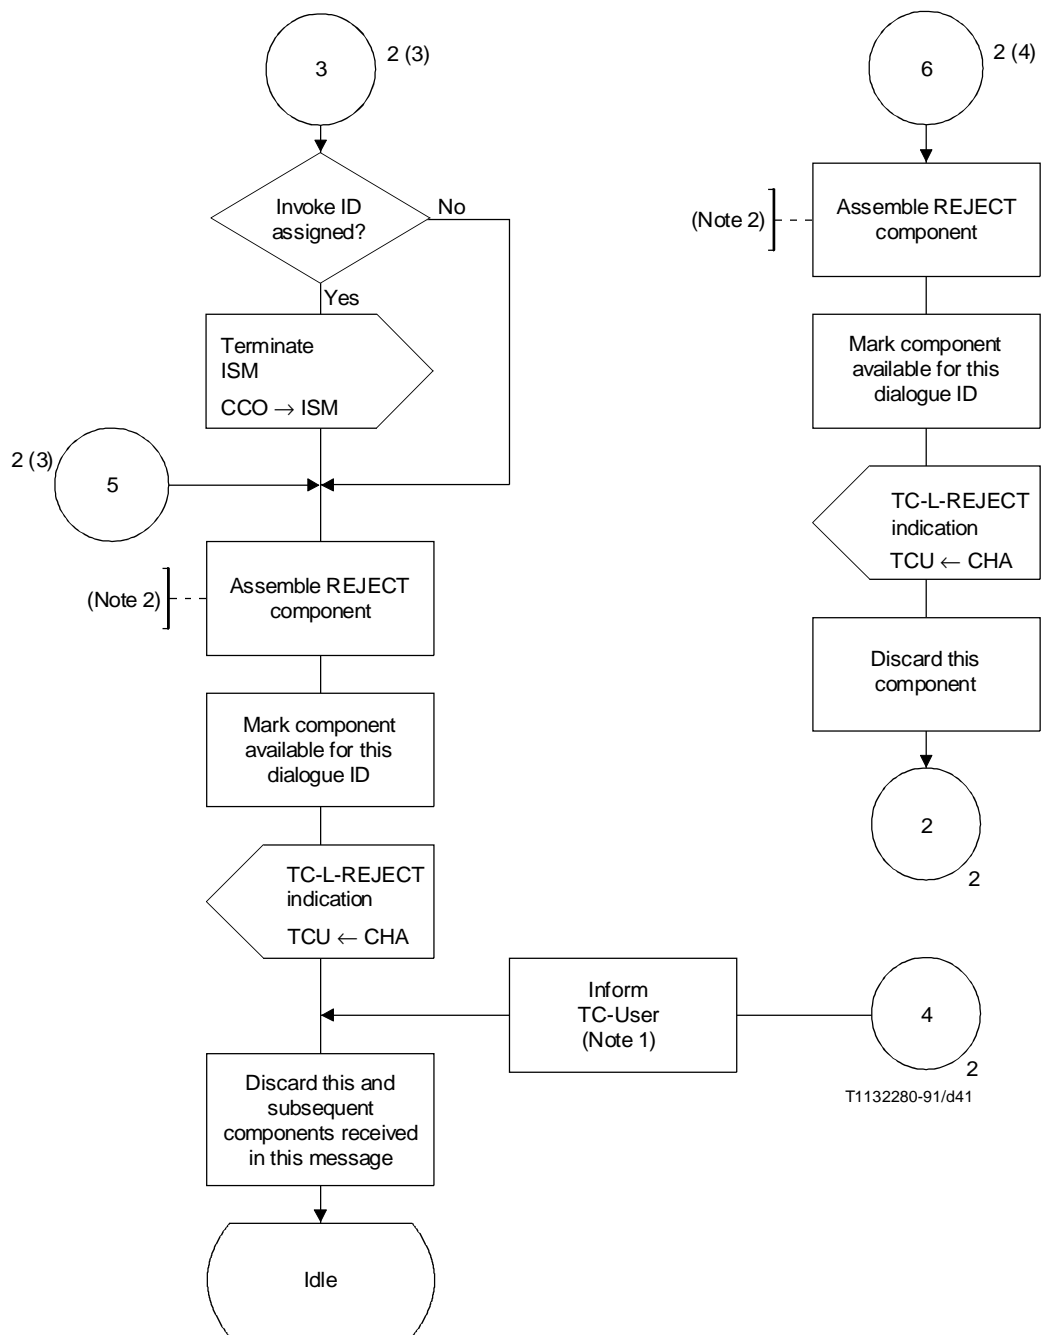 3
2 (3)
Invoke ID
assigned?
No
Yes
Terminate
ISM
CCO → ISM
2 (3)
5
(Note 2)
Assemble REJECT
component
Mark component
available for this
dialogue ID
TC-L-REJECT
indication
TCU ← CHA
Discard this and
subsequent
components received
in this message
Idle
6
2 (4)
(Note 2)
Assemble REJECT
component
Mark component
available for this
dialogue ID
TC-L-REJECT
indication
TCU ← CHA
Discard this
component
2
2
Inform
TC-User
(Note 1)
4
2
T1132280-91/d41